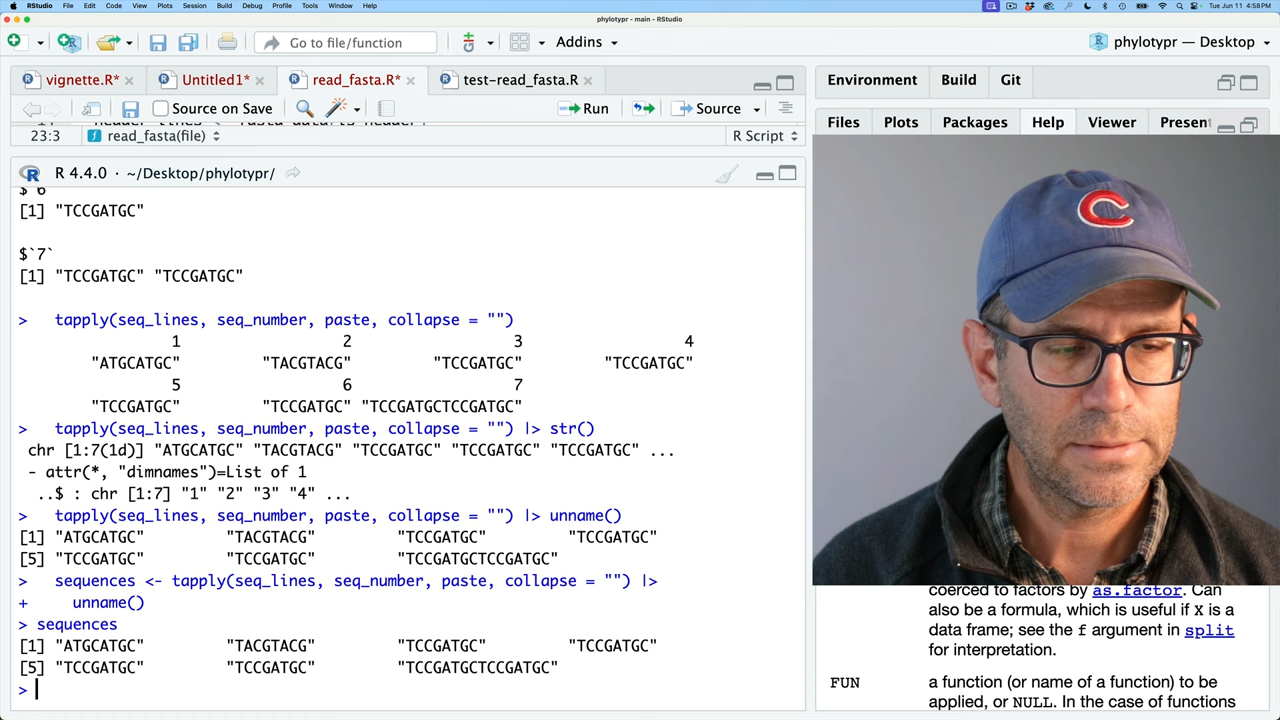 RStudio File Edit Code View Plots Session Build Debug Profile Tools Window Help Tue Jun 11 4:58 PM
phylotypr - main - RStudio
Go to file/function Addins phylotypr — Desktop
vignette.R* Untitled1* read_fasta.R* test-read_fasta.R
Environment Build Git
Source on Save Run Source
Files Plots Packages Help Viewer Present
23:3 read_fasta(file) R Script
R 4.4.0 · ~/Desktop/phylotypr/
$`6`
[1] "TCCGATGC"
$`7`
[1] "TCCGATGC" "TCCGATGC"
> tapply(seq_lines, seq_number, paste, collapse = "")
1 2 3 4
"ATGCATGC" "TACGTACG" "TCCGATGC" "TCCGATGC"
5 6 7
"TCCGATGC" "TCCGATGC" "TCCGATGCTCCGATGC"
> tapply(seq_lines, seq_number, paste, collapse = "") |> str()
chr [1:7(1d)] "ATGCATGC" "TACGTACG" "TCCGATGC" "TCCGATGC" "TCCGATGC" ...
- attr(*, "dimnames")=List of 1
..$ : chr [1:7] "1" "2" "3" "4" ...
> tapply(seq_lines, seq_number, paste, collapse = "") |> unname()
[1] "ATGCATGC" "TACGTACG" "TCCGATGC" "TCCGATGC"
[5] "TCCGATGC" "TCCGATGC" "TCCGATGCTCCGATGC"
> sequences <- tapply(seq_lines, seq_number, paste, collapse = "") |>
+ unname()
> sequences
[1] "ATGCATGC" "TACGTACG" "TCCGATGC" "TCCGATGC"
[5] "TCCGATGC" "TCCGATGC" "TCCGATGCTCCGATGC"
>
C
coerced to factors by as.factor. Can
also be a formula, which is useful if X is a
data frame; see the f argument in split
for interpretation.
FUN a function (or name of a function) to be
applied, or NULL. In the case of functions